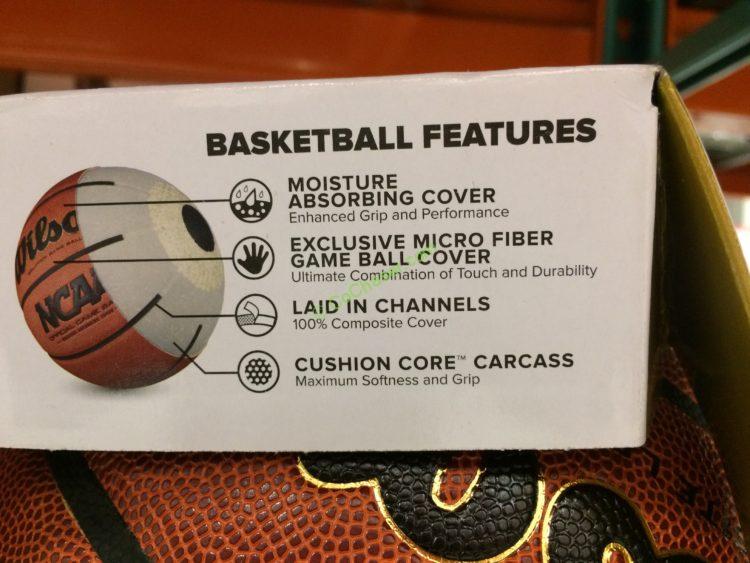 BASKETBALL FEATURES
MOISTURE
ABSORBING COVER
Enhanced Grip and Performance
EXCLUSIVE MICRO FIBER
GAME BALL COVER
Ultimate Combination of Touch and Durability
LAID IN CHANNELS
100% Composite Cover
CUSHION CORE™ CARCASS
Maximum Softness and Grip
Wilson
NCAA